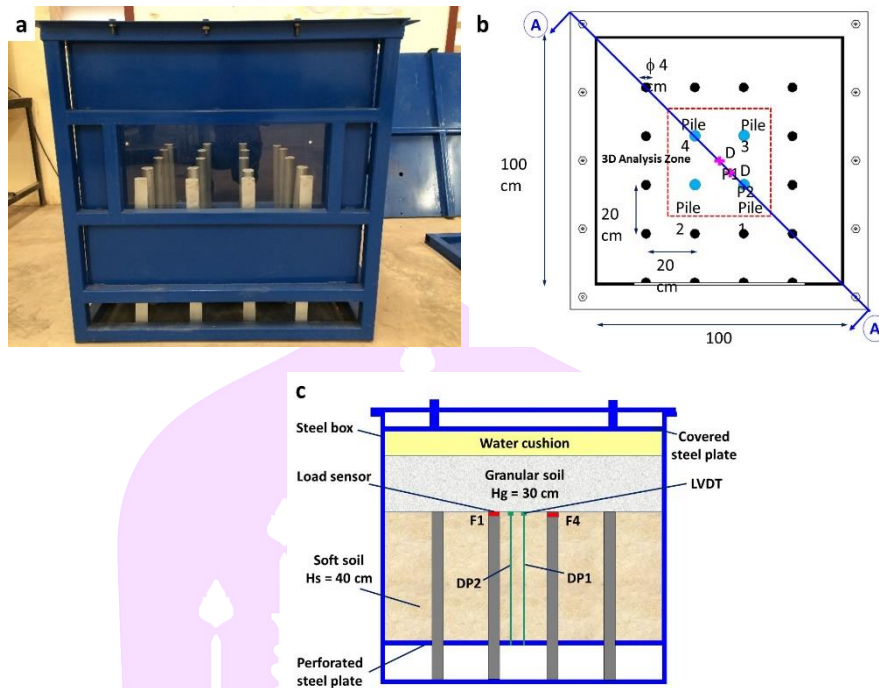 a
b
A
ϕ 4
cm
Pile
4
Pile
3
D
P1
D
P2
3D Analysis Zone
Pile
2
Pile
1
100
cm
20
cm
20
cm
100
A
c
Steel box
Water cushion
Covered
steel plate
Load sensor
Granular soil
Hg = 30 cm
LVDT
F1
F4
Soft soil
Hs = 40 cm
DP2
DP1
Perforated
steel plate